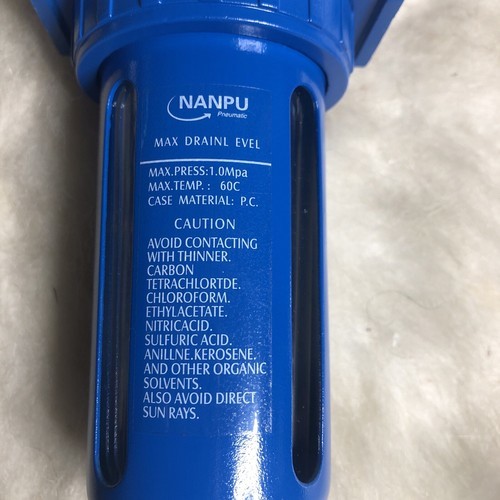 NANPU
Pneumatic
MAX DRAINL EVEL
MAX.PRESS:1.0Mpa
MAX.TEMP.: 60C
CASE MATERIAL: P.C.
CAUTION
AVOID CONTACTING
WITH THINNER.
CARBON
TETRACHLORTDE.
CHLOROFORM.
ETHYLACETATE.
NITRICACID.
SULFURIC ACID.
ANILLNE.KEROSENE.
AND OTHER ORGANIC
SOLVENTS.
ALSO AVOID DIRECT
SUN RAYS.